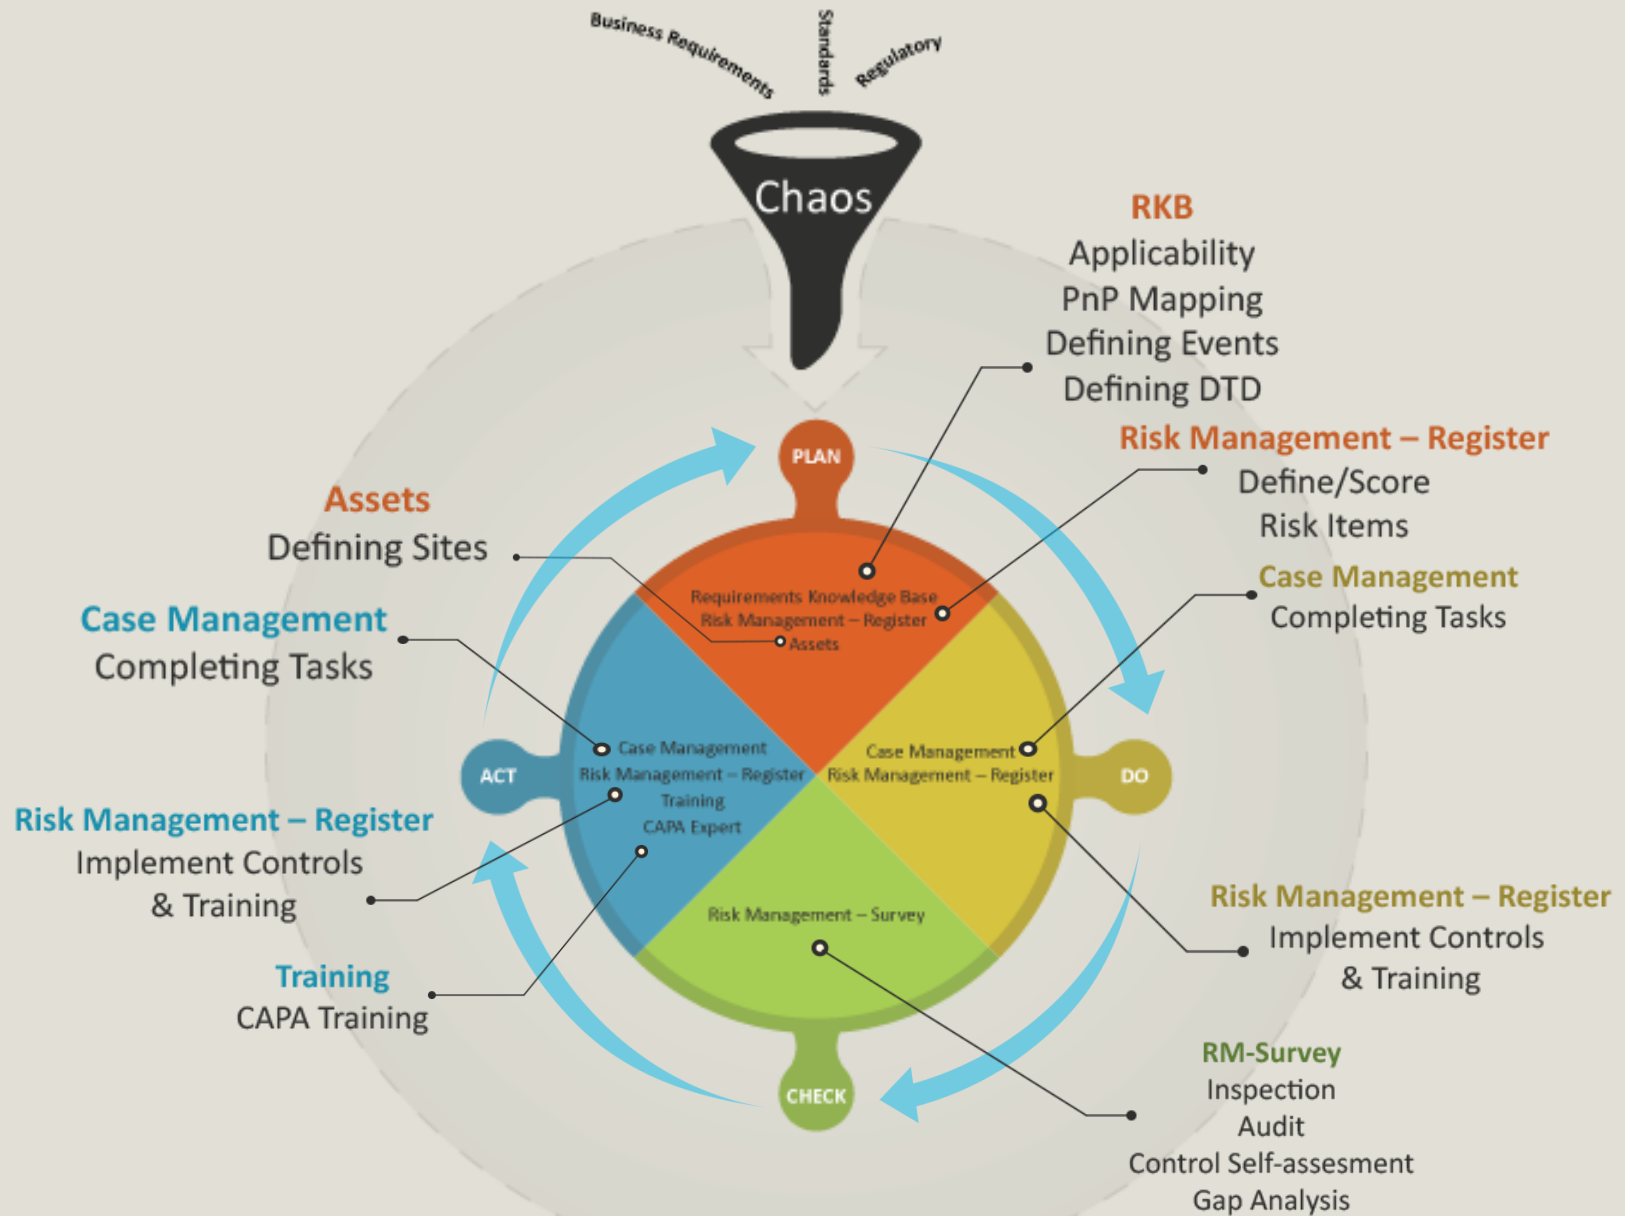 Business Requirements
Standards
Regulatory
Chaos
RKB
Applicability
PnP Mapping
Defining Events
Defining DTD
Risk Management – Register
Define/Score
Risk Items
Case Management
Completing Tasks
Risk Management – Register
Implement Controls
& Training
RM-Survey
Inspection
Audit
Control Self-assesment
Gap Analysis
Assets
Defining Sites
Case Management
Completing Tasks
Risk Management – Register
Implement Controls
& Training
Training
CAPA Training
PLAN
Requirements Knowledge Base
Risk Management – Register
Assets
DO
Case Management
Risk Management – Register
CHECK
Risk Management – Survey
ACT
Case Management
Risk Management – Register
Training
CAPA Expert